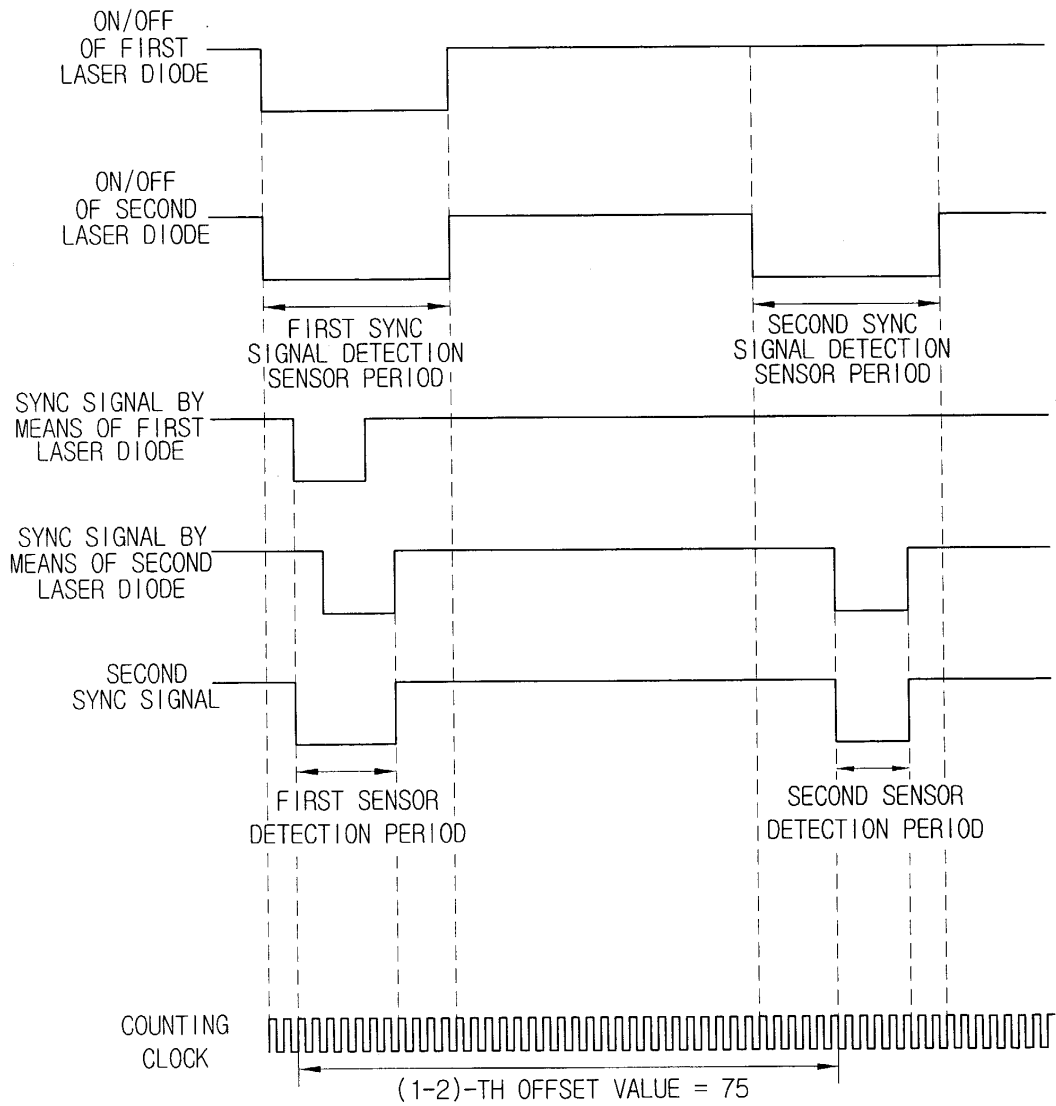 ON/OFF
OF FIRST
LASER DIODE
ON/OFF
OF SECOND
LASER DIODE
FIRST SYNC
SIGNAL DETECTION
SENSOR PERIOD
SECOND SYNC
SIGNAL DETECTION
SENSOR PERIOD
SYNC SIGNAL BY
MEANS OF FIRST
LASER DIODE
SYNC SIGNAL BY
MEANS OF SECOND
LASER DIODE
SECOND
SYNC SIGNAL
FIRST SENSOR
DETECTION PERIOD
SECOND SENSOR
DETECTION PERIOD
COUNTING
CLOCK
(1-2)-TH OFFSET VALUE = 75